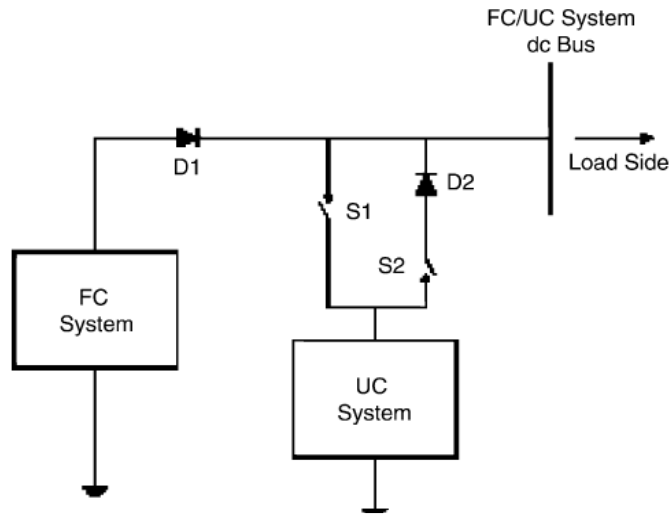 FC/UC System
dc Bus
Load Side
D1
D2
S1
S2
FC
System
UC
System